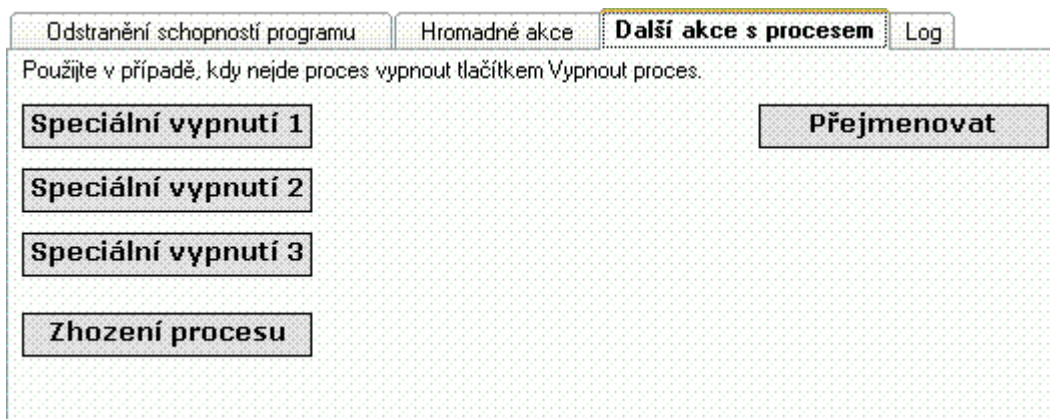 Odstranění schopností programu Hromadné akce Další akce s procesem Log
Použijte v případě, kdy nejde proces vypnout tlačítkem Vypnout proces.
Speciální vypnutí 1 Přejmenovat
Speciální vypnutí 2
Speciální vypnutí 3
Zhození procesu